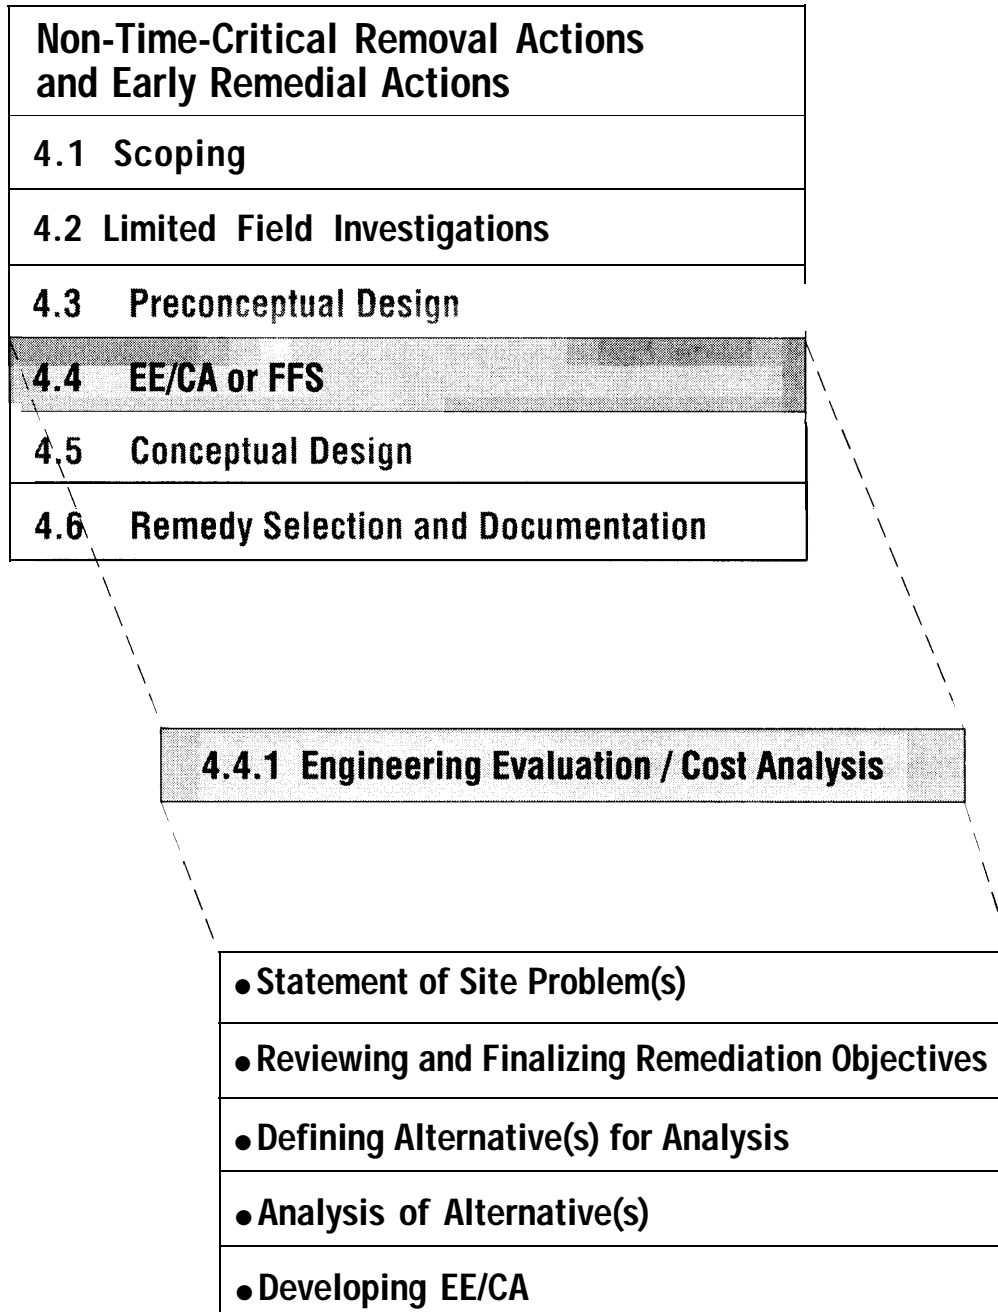 Non-Time-Critical Removal Actions
and Early Remedial Actions
4.1 Scoping
4.2 Limited Field Investigations
4.3 Preconceptual Design
4.4 EE/CA or FFS
4.5 Conceptual Design
4.6 Remedy Selection and Documentation
4.4.1 Engineering Evaluation / Cost Analysis
• Statement of Site Problem(s)
• Reviewing and Finalizing Remediation Objectives
• Defining Alternative(s) for Analysis
• Analysis of Alternative(s)
• Developing EE/CA